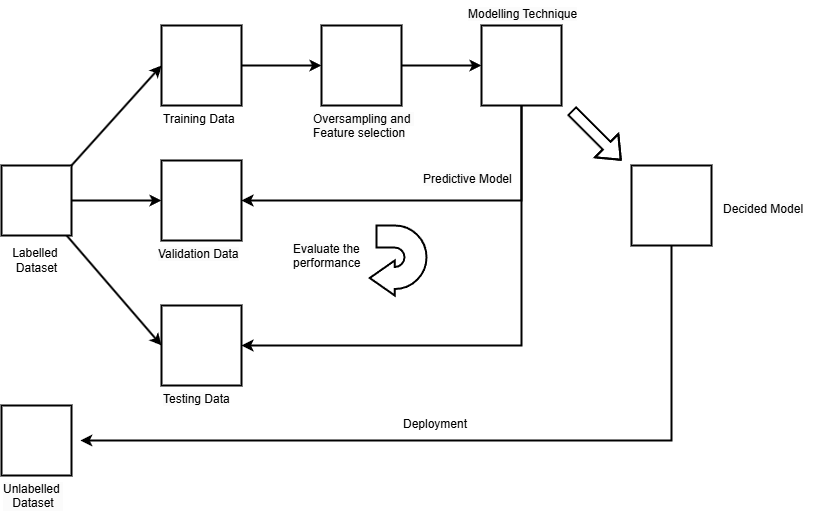 Modelling Technique
Training Data
Oversampling and
Feature selection
Predictive Model
Decided Model
Labelled
Dataset
Validation Data
Evaluate the
performance
Testing Data
Deployment
Unlabelled
Dataset